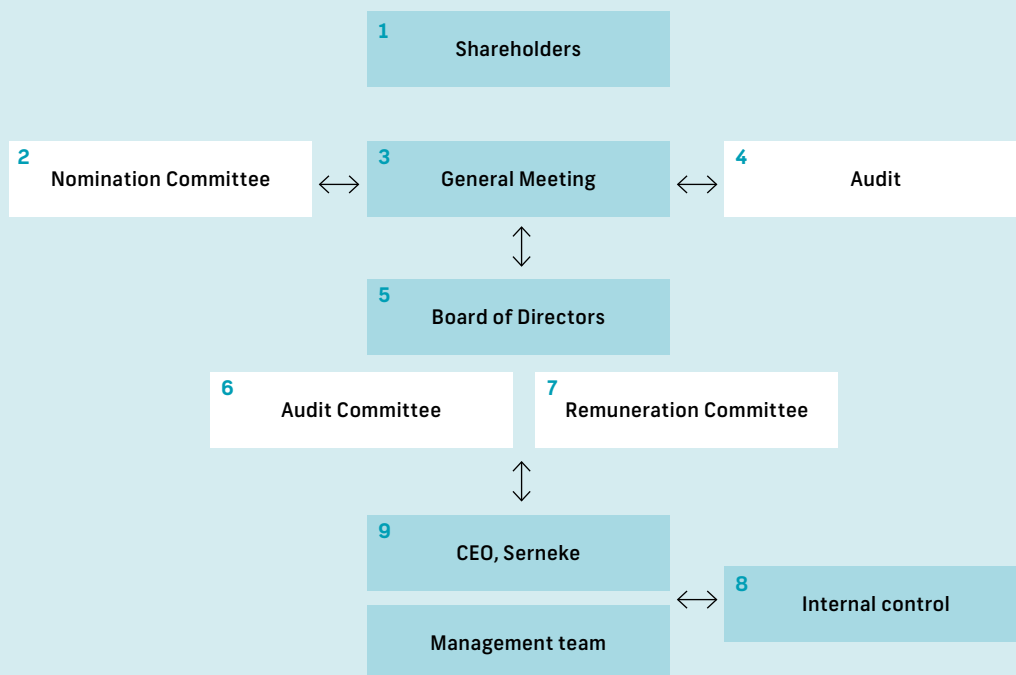 1
Shareholders
2
Nomination Committee
3
General Meeting
4
Audit
5
Board of Directors
6
Audit Committee
7
Remuneration Committee
9
CEO, Serneke
8
Internal control
Management team